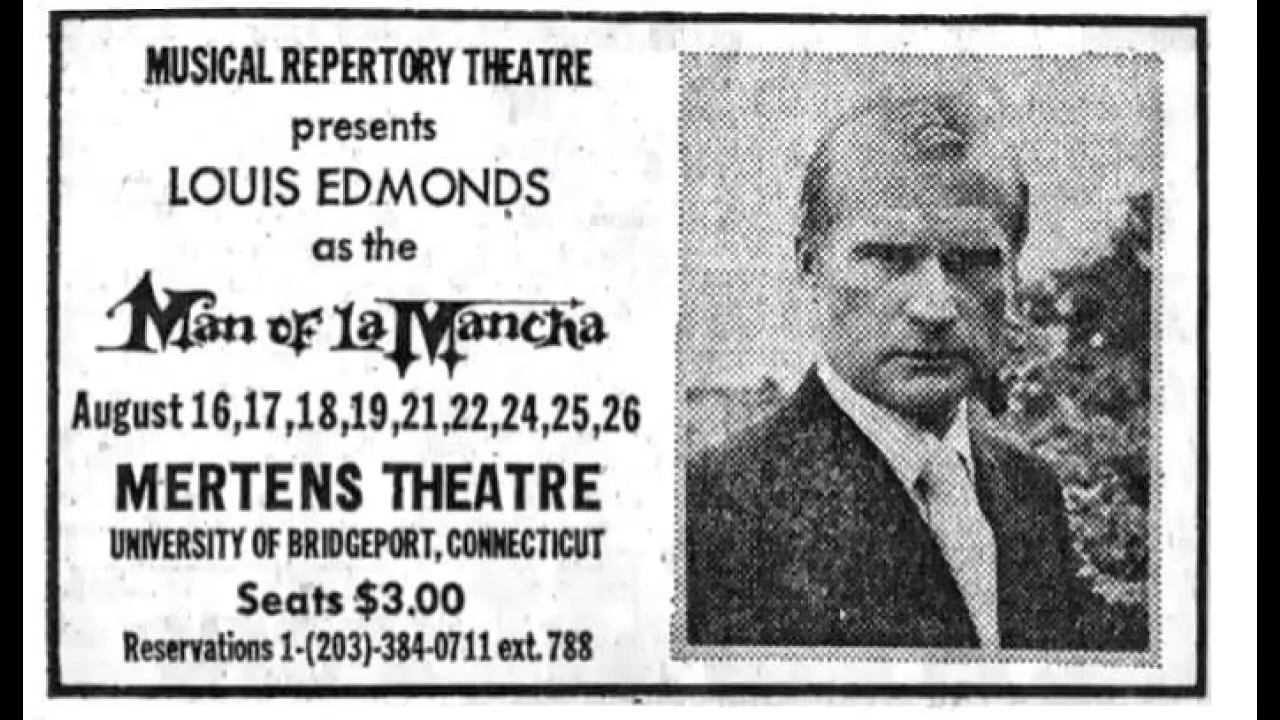 MUSICAL REPERTORY THEATRE
presents
LOUIS EDMONDS
as the
Man of la Mancha
August 16,17,18,19,21,22,24,25,26
MERTENS THEATRE
UNIVERSITY OF BRIDGEPORT, CONNECTICUT
Seats $3.00
Reservations 1-(203)-384-0711 ext. 788